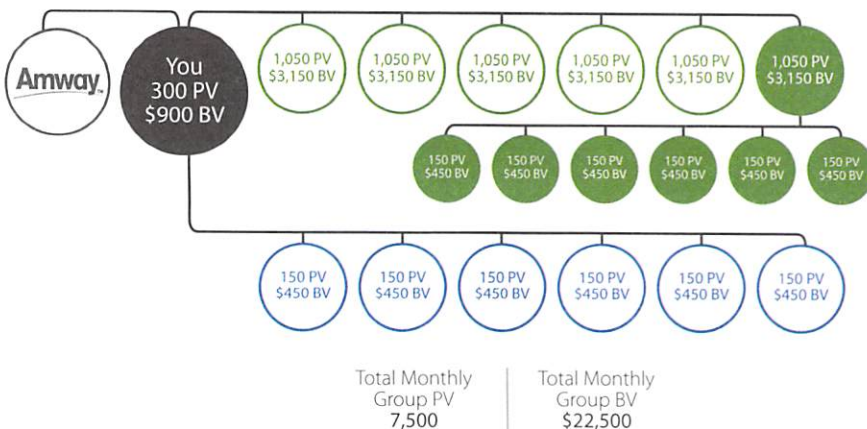 Amway™
You
300 PV
$900 BV
1,050 PV
$3,150 BV
1,050 PV
$3,150 BV
1,050 PV
$3,150 BV
1,050 PV
$3,150 BV
1,050 PV
$3,150 BV
1,050 PV
$3,150 BV
150 PV
$450 BV
150 PV
$450 BV
150 PV
$450 BV
150 PV
$450 BV
150 PV
$450 BV
150 PV
$450 BV
150 PV
$450 BV
150 PV
$450 BV
150 PV
$450 BV
150 PV
$450 BV
150 PV
$450 BV
150 PV
$450 BV
Total Monthly
Group PV
7,500
Total Monthly
Group BV
$22,500